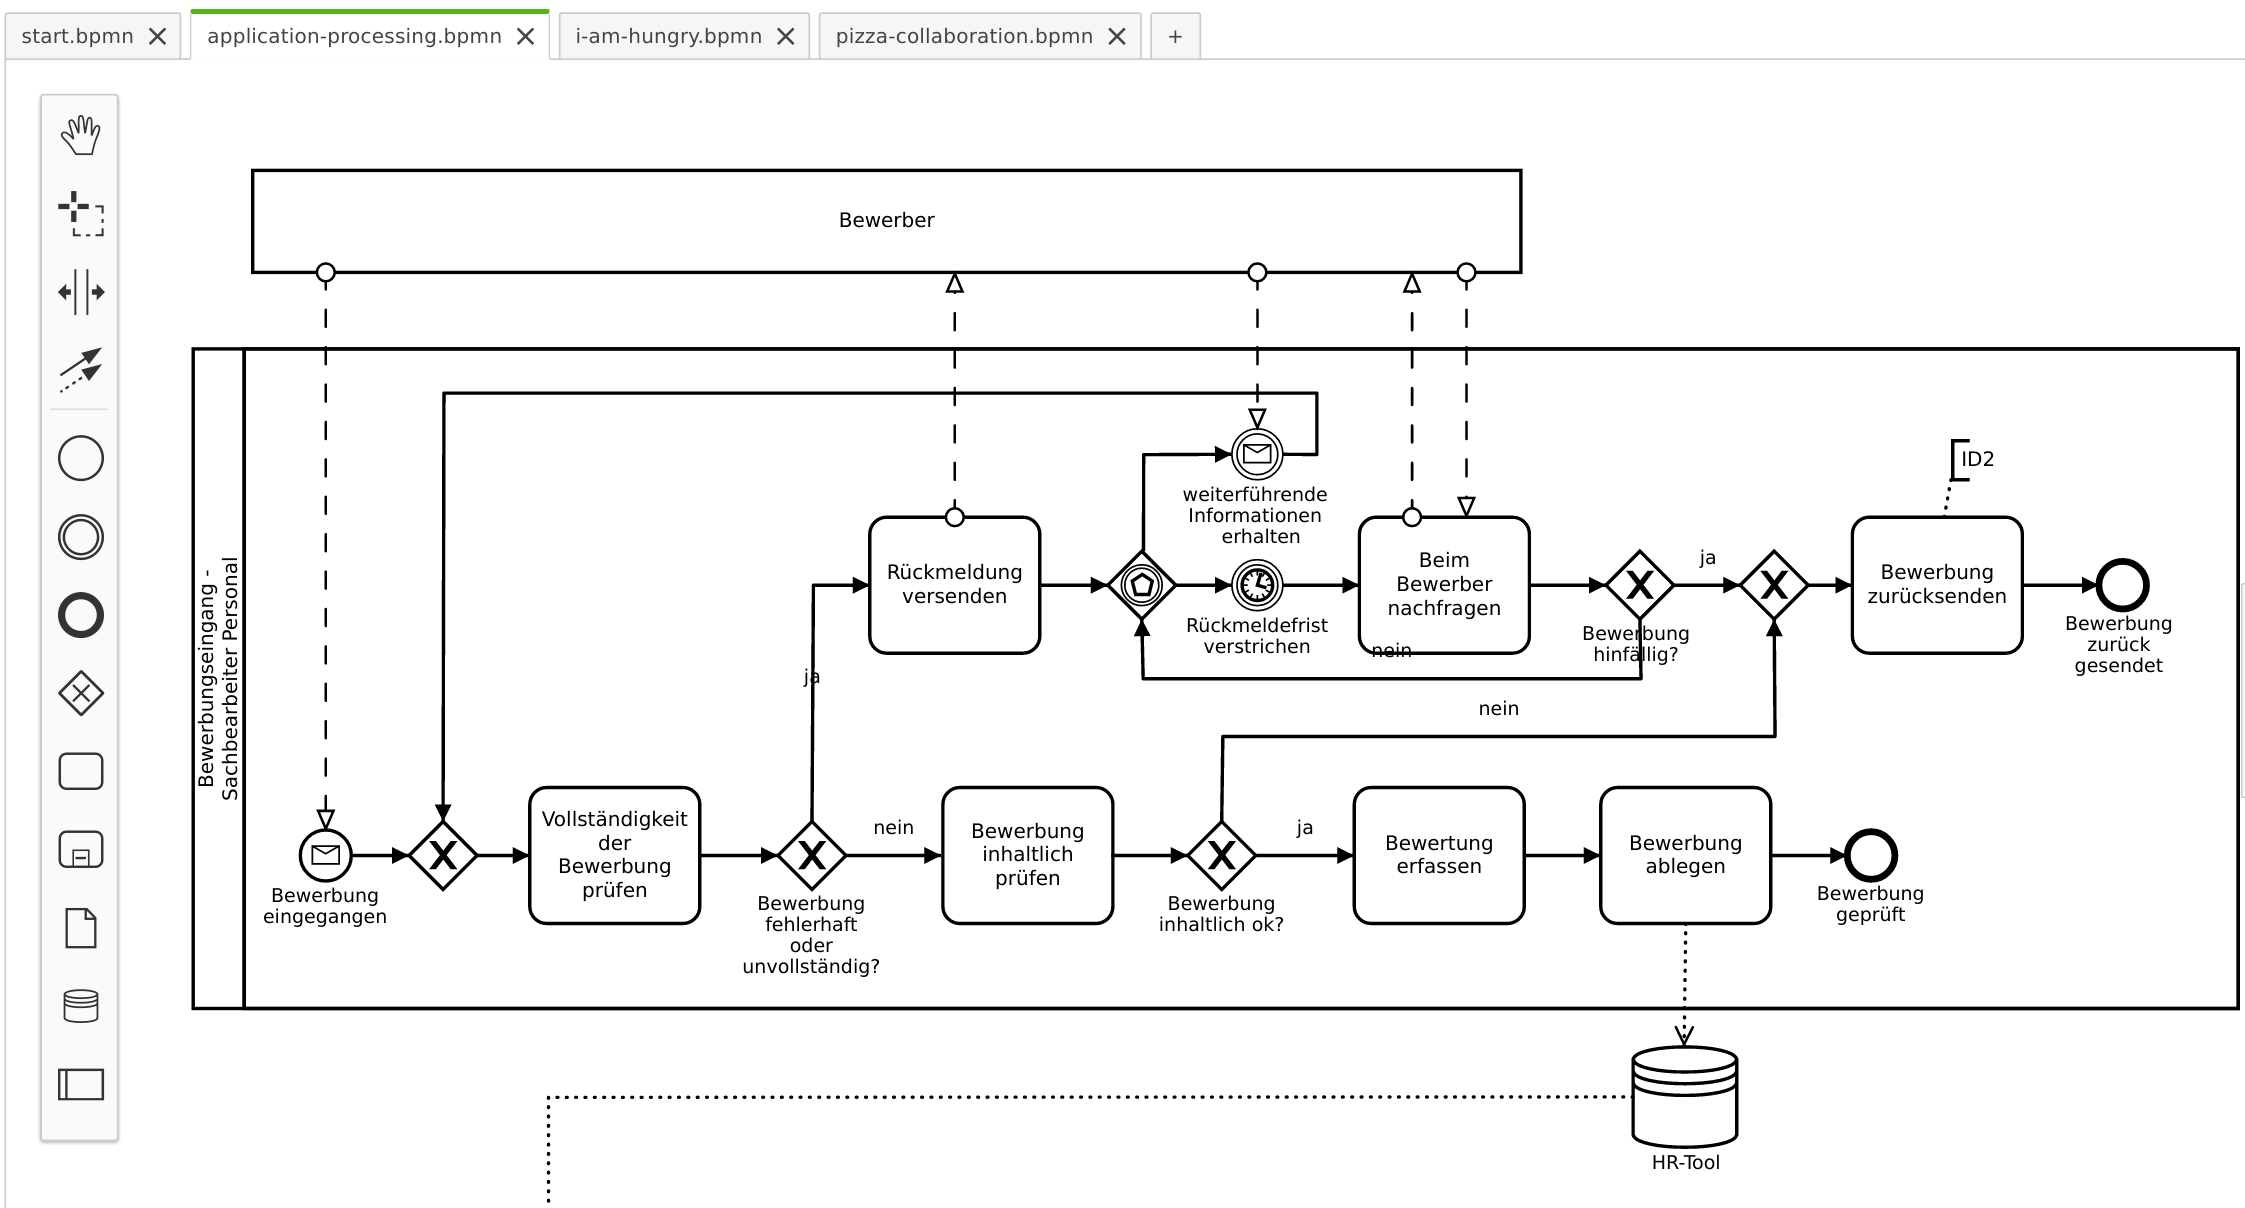 start.bpmn
application-processing.bpmn
i-am-hungry.bpmn
pizza-collaboration.bpmn
+
Bewerber
Bewerbungseingang -
Sachbearbeiter Personal
ID2
weiterführende
Informationen
erhalten
Rückmeldung
versenden
Rückmeldefrist
verstrichen
Beim
Bewerber
nachfragen
nein
Bewerbung
hinfällig?
ja
Bewerbung
zurücksenden
Bewerbung
zurück
gesendet
ja
nein
Bewerbung
eingegangen
Vollständigkeit
der
Bewerbung
prüfen
Bewerbung
fehlerhaft
oder
unvollständig?
nein
Bewerbung
inhaltlich
prüfen
Bewerbung
inhaltlich ok?
ja
Bewertung
erfassen
Bewerbung
ablegen
Bewerbung
geprüft
HR-Tool